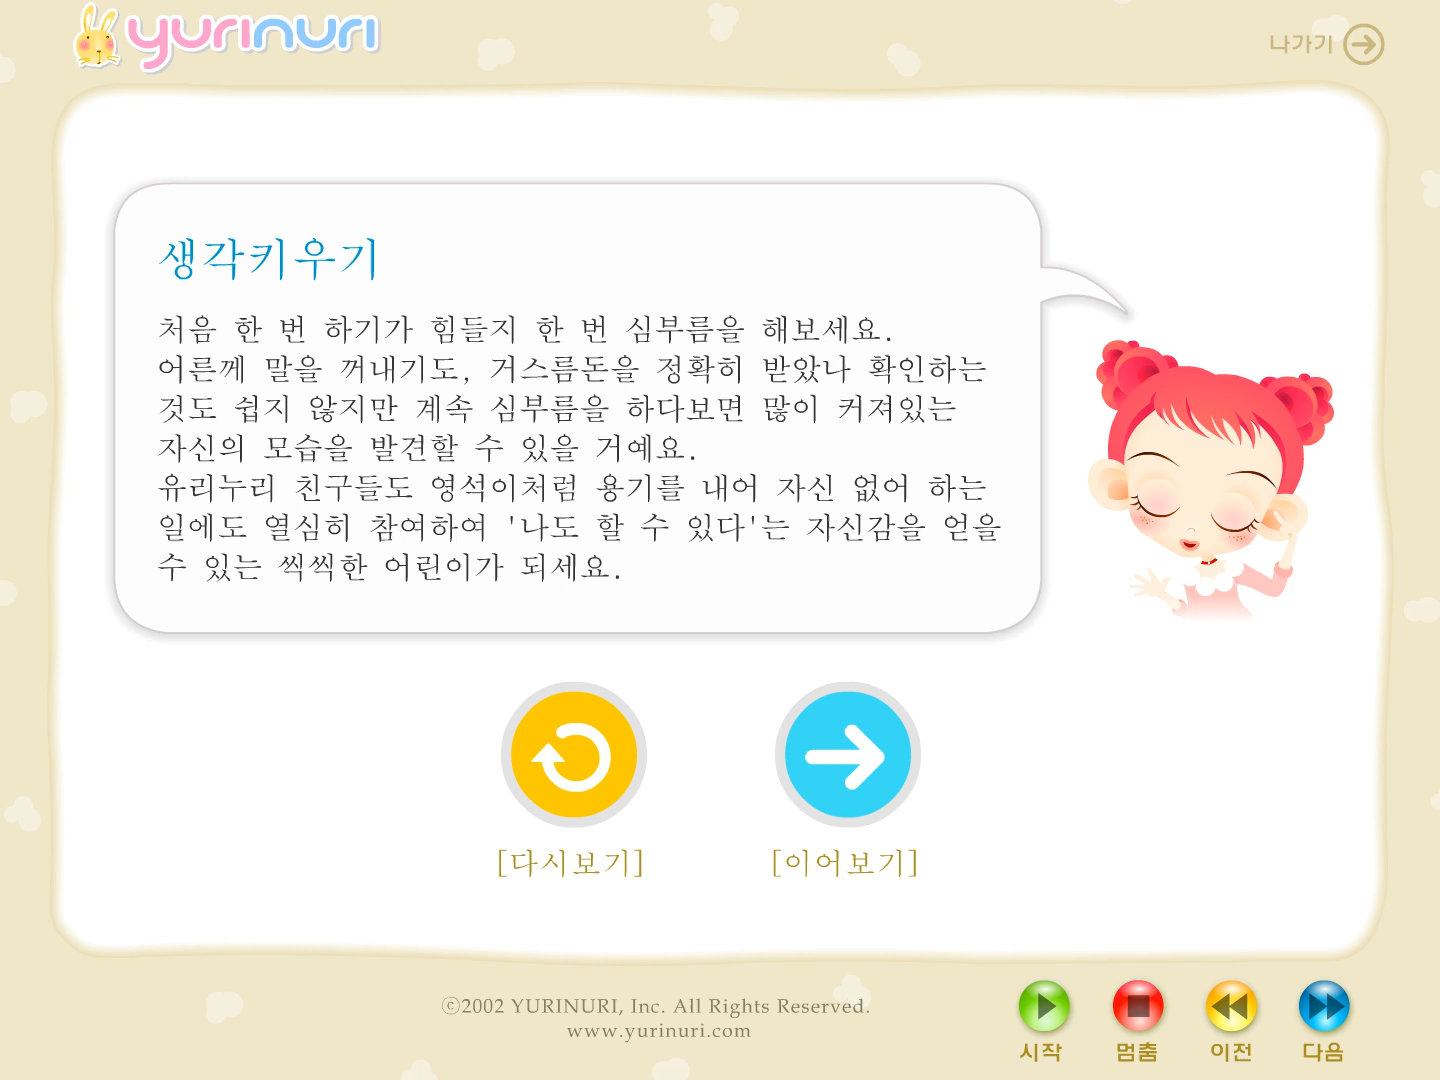 yurinuri
나가기
생각키우기
처음 한 번 하기가 힘들지 한 번 심부름을 해보세요.
어른께 말을 꺼내기도, 거스름돈을 정확히 받았나 확인하는
것도 쉽지 않지만 계속 심부름을 하다보면 많이 커져있는
자신의 모습을 발견할 수 있을 거예요.
유리누리 친구들도 영석이처럼 용기를 내어 자신 없어 하는
일에도 열심히 참여하여 '나도 할 수 있다'는 자신감을 얻을
수 있는 씩씩한 어린이가 되세요.
[다시보기] [이어보기]
ⓒ2002 YURINURI, Inc. All Rights Reserved.
www.yurinuri.com
시작 멈춤 이전 다음